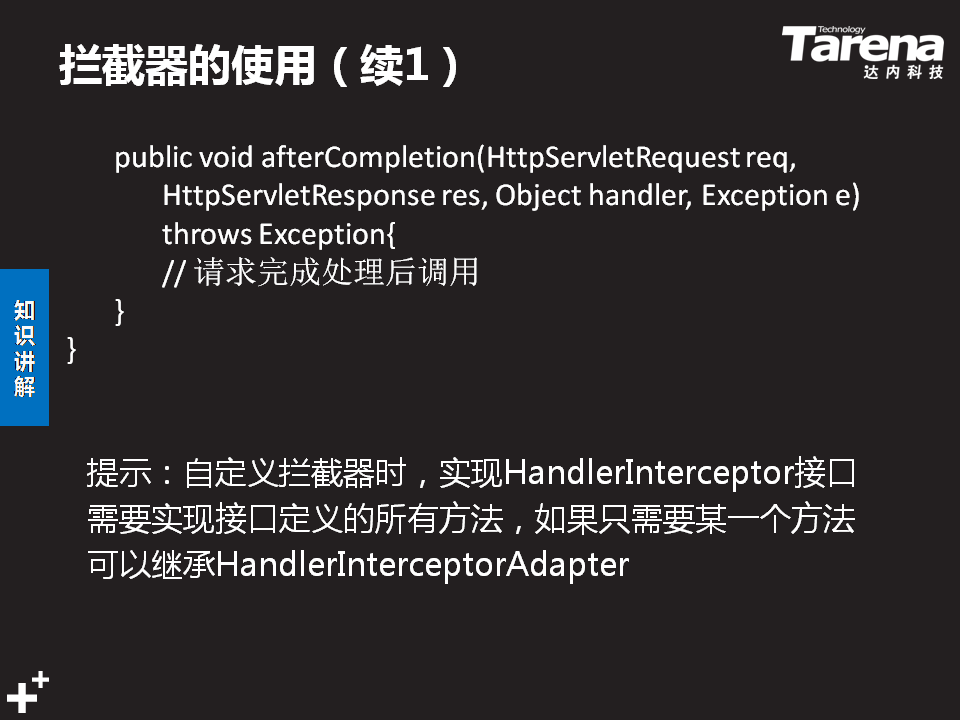 拦截器的使用（续1）
Technology
Tarena
达内科技
public void afterCompletion(HttpServletRequest req,
HttpServletResponse res, Object handler, Exception e)
throws Exception{
// 请求完成处理后调用
}
}
知识讲解
提示：自定义拦截器时，实现HandlerInterceptor接口
需要实现接口定义的所有方法，如果只需要某一个方法
可以继承HandlerInterceptorAdapter